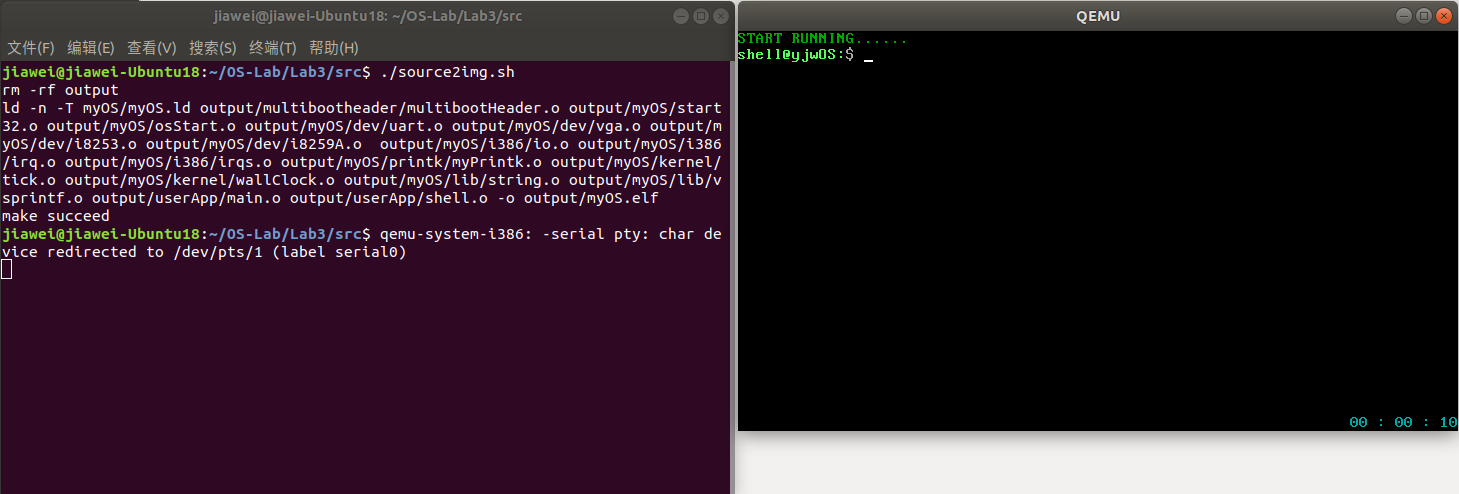 jiawei@jiawei-Ubuntu18: ~/OS-Lab/Lab3/src
文件(F) 编辑(E) 查看(V) 搜索(S) 终端(T) 帮助(H)
jiawei@jiawei-Ubuntu18:~/OS-Lab/Lab3/src$ ./source2img.sh
rm -rf output
ld -n -T myOS/myOS.ld output/multibootheader/multibootHeader.o output/myOS/start
32.o output/myOS/osStart.o output/myOS/dev/uart.o output/myOS/dev/vga.o output/m
yOS/dev/i8253.o output/myOS/dev/i8259A.o  output/myOS/i386/io.o output/myOS/i386
/irq.o output/myOS/i386/irqs.o output/myOS/printk/myPrintk.o output/myOS/kernel/
tick.o output/myOS/kernel/wallClock.o output/myOS/lib/string.o output/myOS/lib/v
sprintf.o output/userApp/main.o output/userApp/shell.o -o output/myOS.elf
make succeed
jiawei@jiawei-Ubuntu18:~/OS-Lab/Lab3/src$ qemu-system-i386: -serial pty: char de
vice redirected to /dev/pts/1 (label serial0)
QEMU
START RUNNING......
shell@yjwOS:$ _
00 : 00 : 10